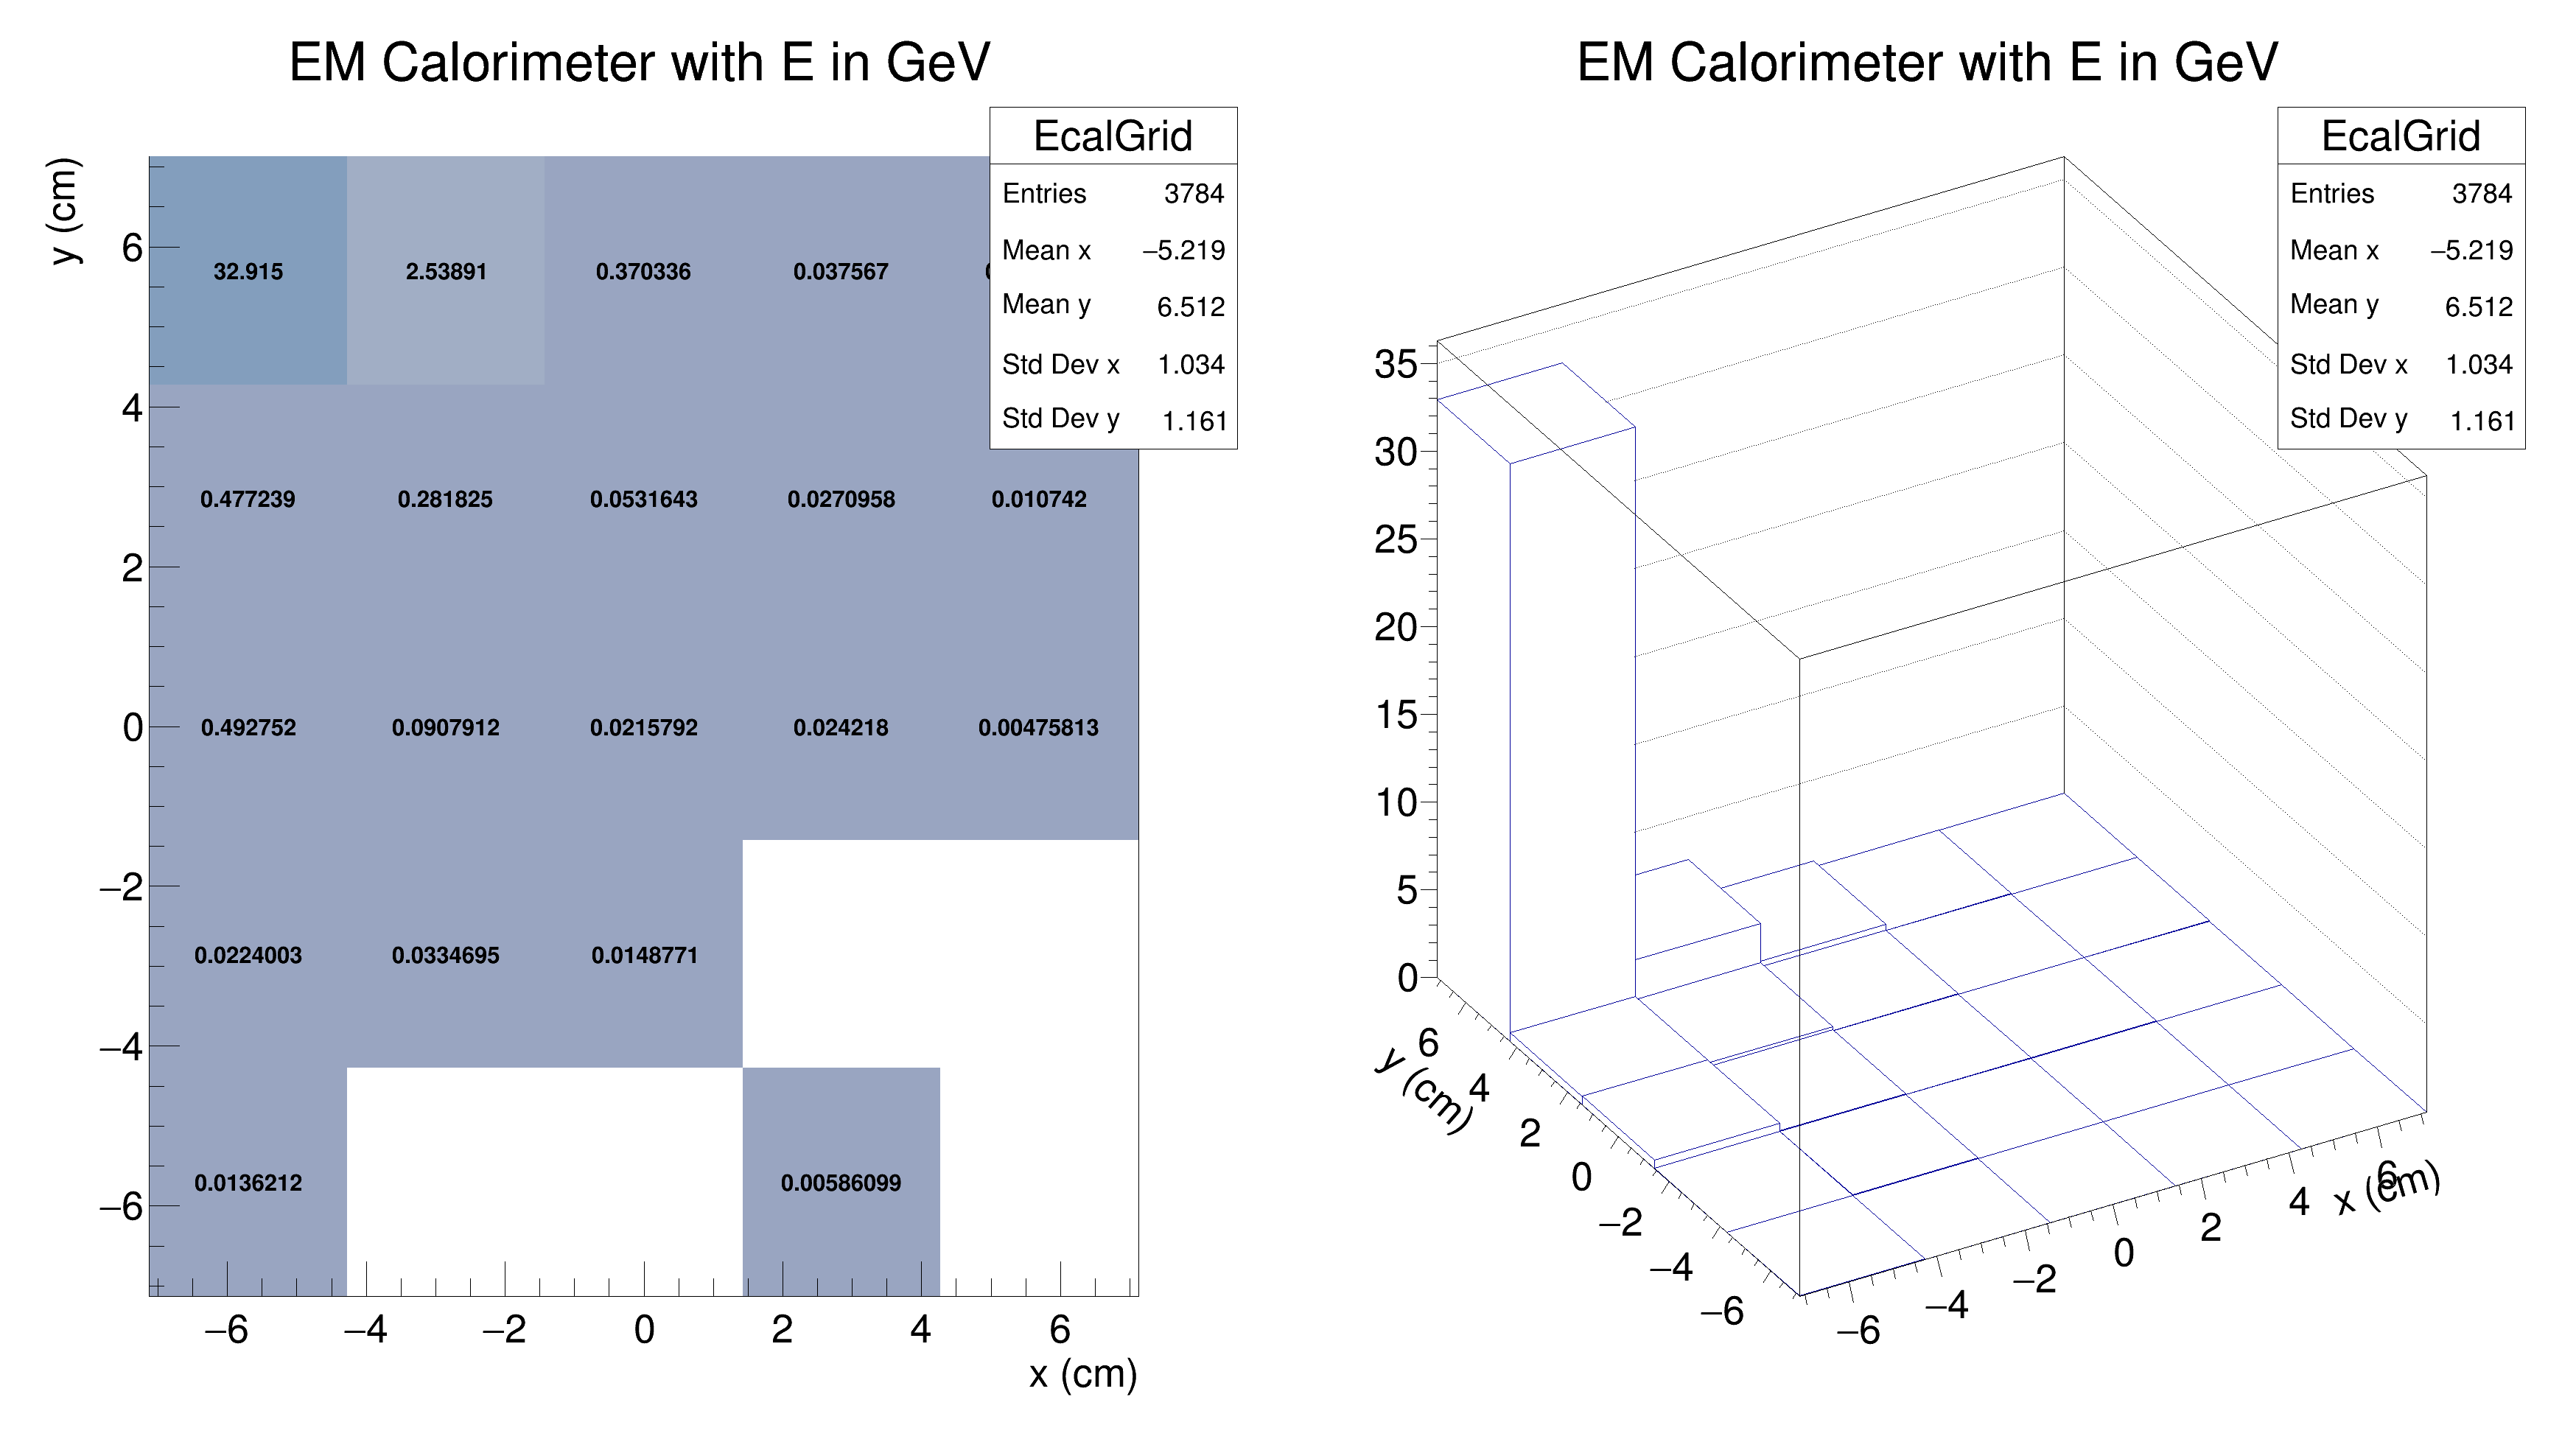 EM Calorimeter with E in GeV
EcalGrid
Entries 3784
Mean x −5.219
Mean y 6.512
Std Dev x 1.034
Std Dev y 1.161
y (cm)
6
4
2
0
−2
−4
−6
32.915 2.53891 0.370336 0.037567
0.477239 0.281825 0.0531643 0.0270958 0.010742
0.492752 0.0907912 0.0215792 0.024218 0.00475813
0.0224003 0.0334695 0.0148771
0.0136212 0.00586099
−6 −4 −2 0 2 4 6
x (cm)
EM Calorimeter with E in GeV
EcalGrid
Entries 3784
Mean x −5.219
Mean y 6.512
Std Dev x 1.034
Std Dev y 1.161
35
30
25
20
15
10
5
0
6
4
2
0
−2
−4
−6
y (cm)
−6
−4
−2
0
2
4
6
x (cm)